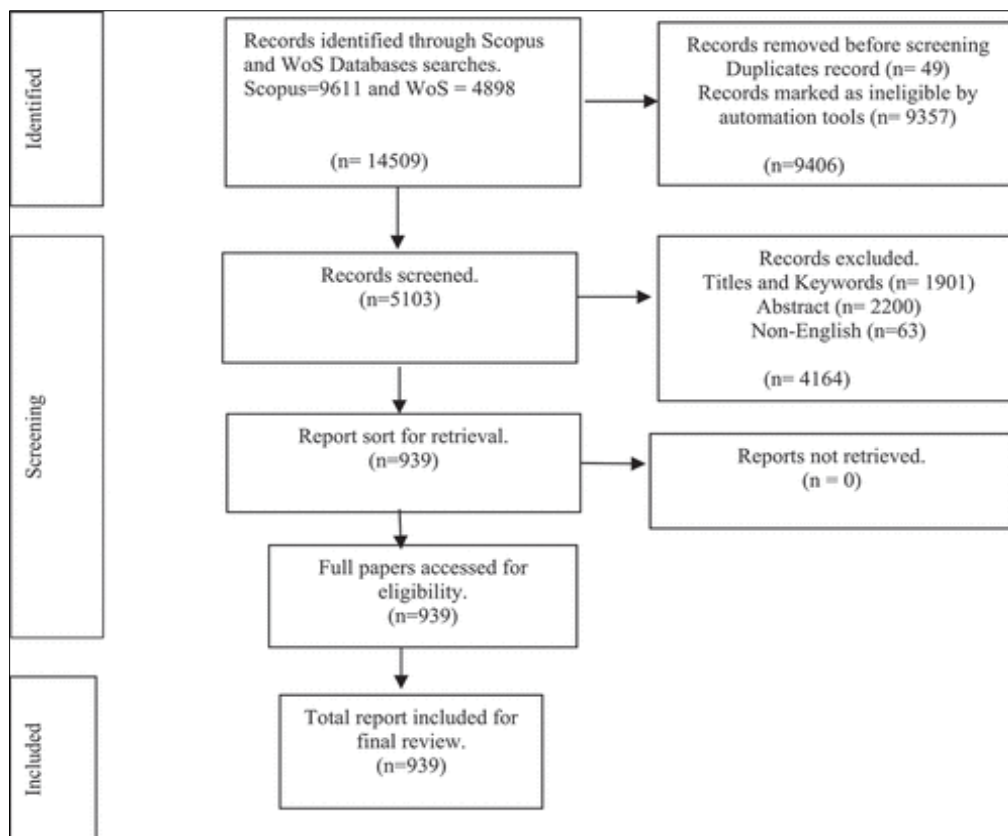 Identified
Records identified through Scopus
and WoS Databases searches.
Scopus=9611 and WoS = 4898
(n= 14509)
Records removed before screening
Duplicates record (n= 49)
Records marked as ineligible by
automation tools (n= 9357)
(n=9406)
Screening
Records screened.
(n=5103)
Records excluded.
Titles and Keywords (n= 1901)
Abstract (n= 2200)
Non-English (n=63)
(n= 4164)
Report sort for retrieval.
(n=939)
Reports not retrieved.
(n = 0)
Full papers accessed for
eligibility.
(n=939)
Included
Total report included for
final review.
(n=939)